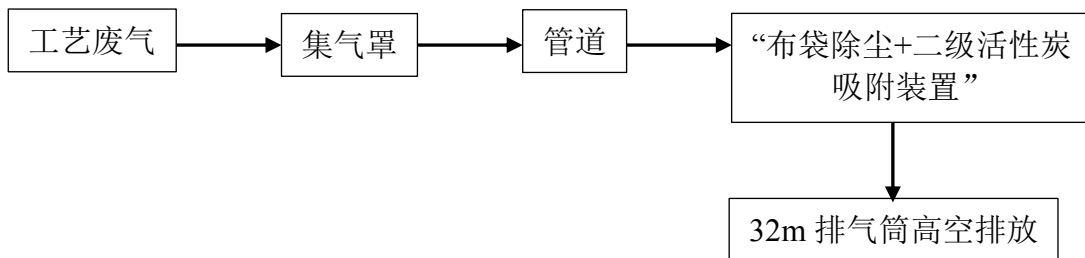 工艺废气
集气罩
管道
“布袋除尘+二级活性炭
吸附装置”
32m 排气筒高空排放